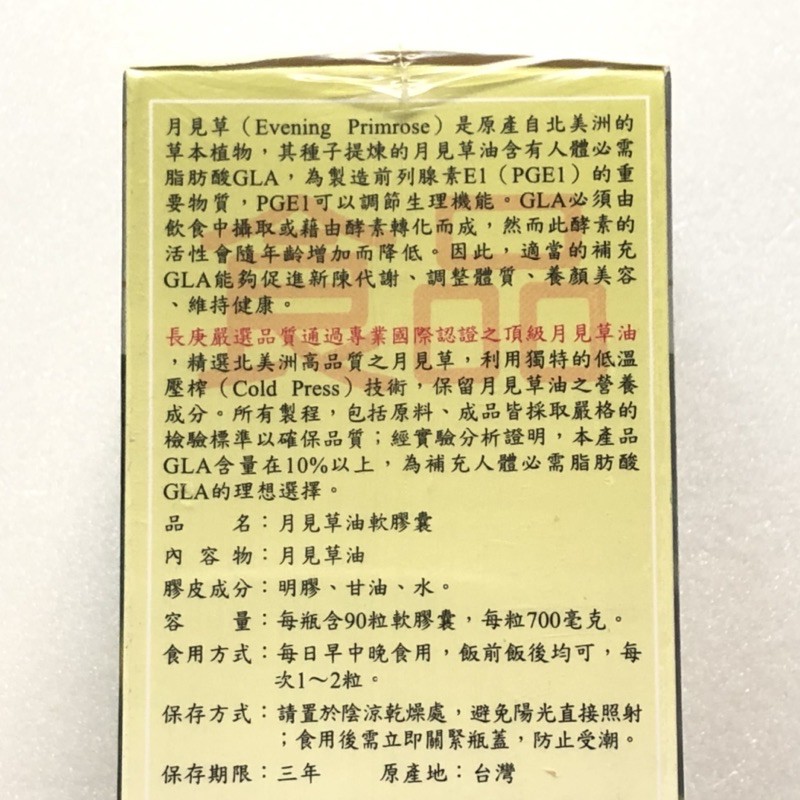 月見草（Evening Primrose）是原產自北美洲的
草本植物，其種子提煉的月見草油含有人體必需
脂肪酸GLA，為製造前列腺素E1（PGE1）的重
要物質，PGE1可以調節生理機能。GLA必須由
飲食中攝取或藉由酵素轉化而成，然而此酵素的
活性會隨年齡增加而降低。因此，適當的補充
GLA能夠促進新陳代謝、調整體質、養顏美容
、維持健康。
長庚嚴選品質通過專業國際認證之頂級月見草油
，精選北美洲高品質之月見草，利用獨特的低溫
壓榨（Cold Press）技術，保留月見草油之營養
成分。所有製程，包括原料、成品皆採取嚴格的
檢驗標準以確保品質；經實驗分析證明，本產品
GLA含量在10%以上，為補充人體必需脂肪酸
GLA的理想選擇。
品　　名：月見草油軟膠囊
內 容 物：月見草油
膠皮成分：明膠、甘油、水。
容　　量：每瓶含90粒軟膠囊，每粒700毫克。
食用方式：每日早中晚食用，飯前飯後均可，每
次1～2粒。
保存方式：請置於陰涼乾燥處，避免陽光直接照射
；食用後需立即關緊瓶蓋，防止受潮。
保存期限：三年　　原產地：台灣